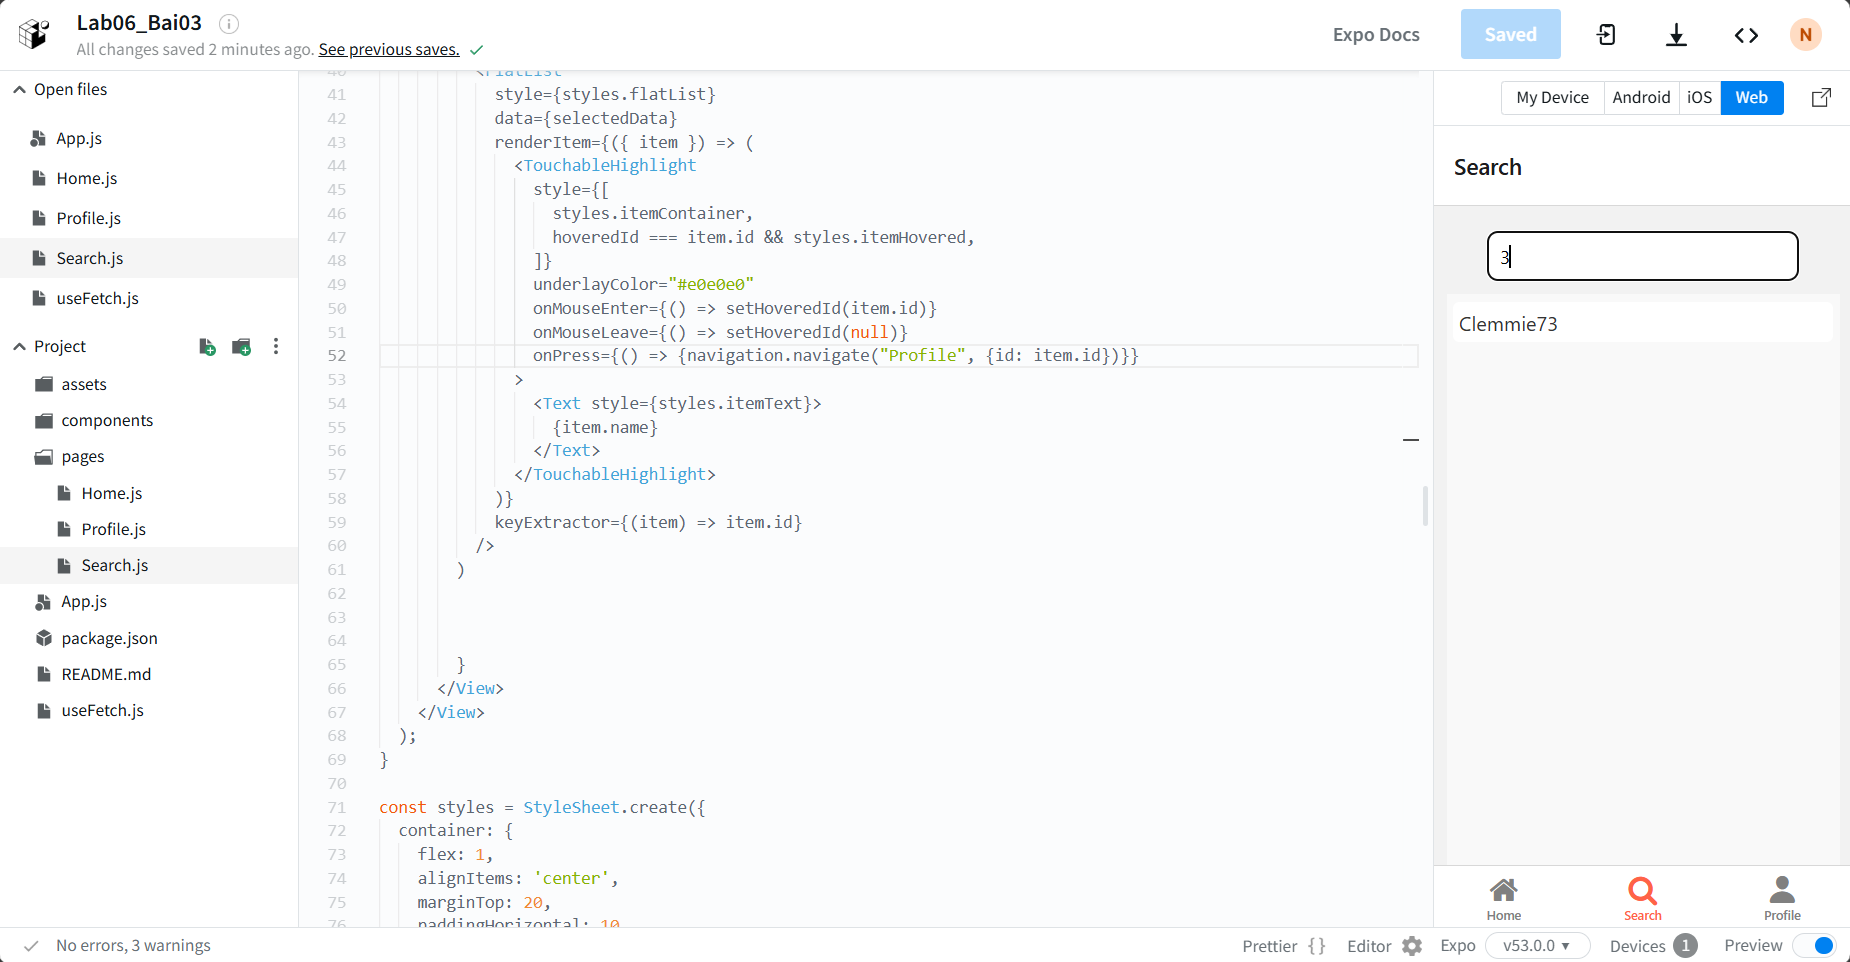 Lab06_Bai03
All changes saved 2 minutes ago. See previous saves.
Expo Docs
Saved
N
Open files
App.js
Home.js
Profile.js
Search.js
useFetch.js
Project
assets
components
pages
Home.js
Profile.js
Search.js
App.js
package.json
README.md
useFetch.js
40 <FlatList
41 style={styles.flatList}
42 data={selectedData}
43 renderItem={({ item }) => (
44 <TouchableHighlight
45 style={[
46 styles.itemContainer,
47 hoveredId === item.id && styles.itemHovered,
48 ]}
49 underlayColor="#e0e0e0"
50 onMouseEnter={() => setHoveredId(item.id)}
51 onMouseLeave={() => setHoveredId(null)}
52 onPress={() => {navigation.navigate("Profile", {id: item.id})}}
53 >
54 <Text style={styles.itemText}>
55 {item.name}
56 </Text>
57 </TouchableHighlight>
58 )}
59 keyExtractor={(item) => item.id}
60 />
61 )
62
63
64
65 }
66 </View>
67 </View>
68 );
69 }
70
71 const styles = StyleSheet.create({
72 container: {
73 flex: 1,
74 alignItems: 'center',
75 marginTop: 20,
76 paddingHorizontal: 10
My Device
Android
iOS
Web
Search
3
Clemmie73
Home
Search
Profile
No errors, 3 warnings
Prettier {}
Editor
Expo
v53.0.0
Devices 1
Preview